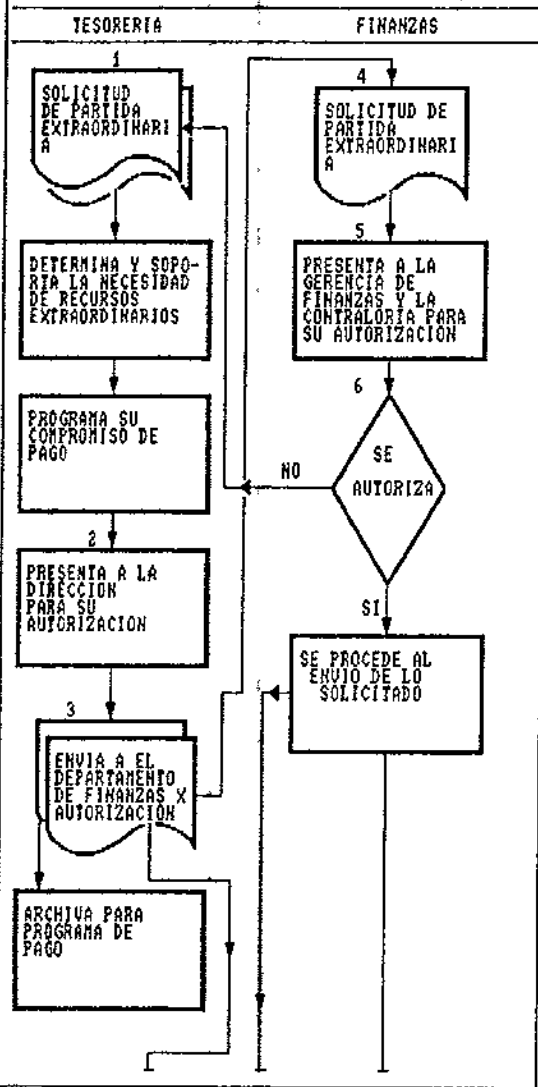 TESORERIA
FINANZAS
1
SOLICITUD
DE PARTIDA
EXTRAORDINARI
A
DETERMINA Y SOPO-
RTA LA NECESIDAD
DE RECURSOS
EXTRAORDINARIOS
PROGRAMA SU
COMPROMISO DE
PAGO
2
PRESENTA A LA
DIRECCION
PARA SU
AUTORIZACION
3
ENVIA A EL
DEPARTAMENTO
DE FINANZAS X
AUTORIZACION
ARCHIVA PARA
PROGRAMA DE
PAGO
4
SOLICITUD DE
PARTIDA
EXTRAORDINARI
A
5
PRESENTA A LA
GERENCIA DE
FINANZAS Y LA
CONTRALORIA PARA
SU AUTORIZACION
6
SE
AUTORIZA
NO
SI
SE PROCEDE AL
ENVIO DE LO
SOLICITADO